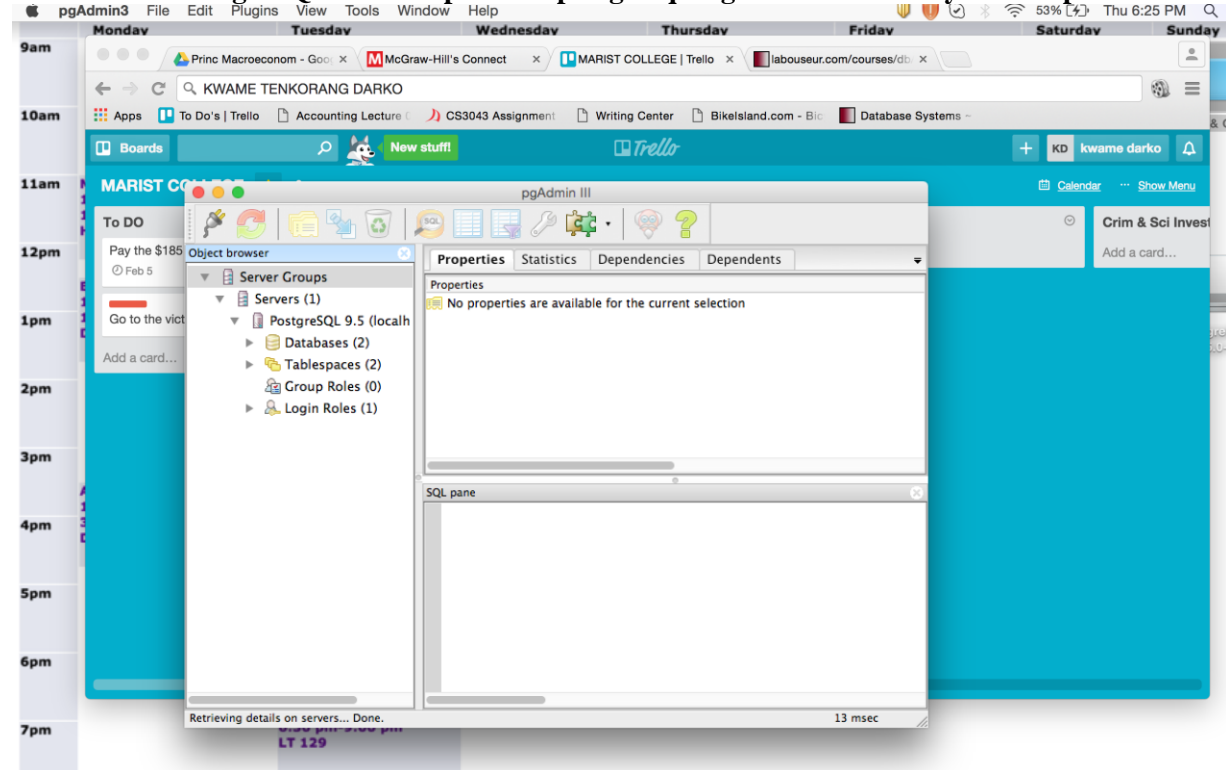 pgAdmin3 File Edit Plugins View Tools Window Help
53% Thu 6:25 PM
Monday Tuesday Wednesday Thursday Friday Saturday Sunday
9am
Princ Macroeconom - Goo
McGraw-Hill's Connect
MARIST COLLEGE | Trello
labouseur.com/courses/db
KWAME TENKORANG DARKO
10am
Apps To Do's | Trello Accounting Lecture CS3043 Assignment Writing Center BikeIsland.com - Bic Database Systems ~
Boards
New stuff!
Trello
KD kwame darko
11am
MARIST
Calendar ... Show Menu
pgAdmin III
To DO
Crim & Sci Invest
Pay the $185
Feb 5
Add a card...
12pm
Object browser
Properties Statistics Dependencies Dependents
Server Groups
Properties
Servers (1)
No properties are available for the current selection
1pm
Go to the vict
PostgreSQL 9.5 (localh
Databases (2)
Add a card...
Tablespaces (2)
2pm
Group Roles (0)
Login Roles (1)
3pm
SQL pane
4pm
5pm
6pm
Retrieving details on servers... Done.
13 msec
7pm
6:30 pm-9:00 pm
LT 129